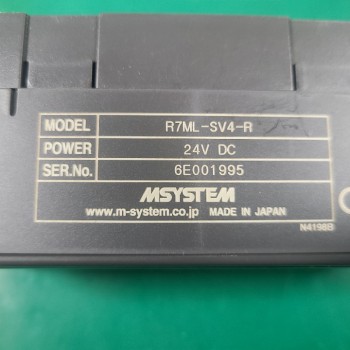 MODEL R7ML-SV4-R
POWER 24V DC
SER.No. 6E001995
MSYSTEM
www.m-system.co.jp MADE IN JAPAN
N4198B